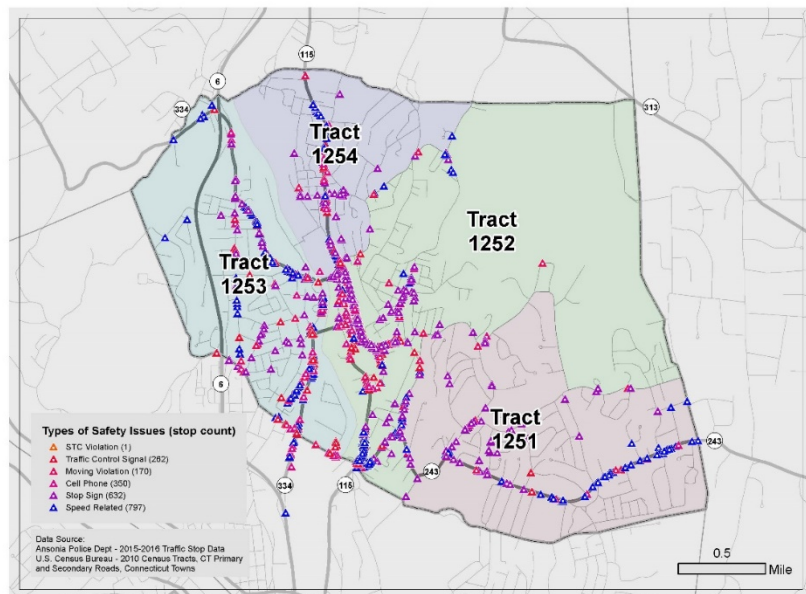 115
6
334
313
Tract
1254
Tract
1252
Tract
1253
6
Tract
1251
243
243
334
115
Types of Safety Issues (stop count)
STC Violation (1)
Traffic Control Signal (262)
Moving Violation (170)
Cell Phone (350)
Stop Sign (632)
Speed Related (797)
Data Source:
Ansonia Police Dept - 2015-2016 Traffic Stop Data
U.S. Census Bureau - 2010 Census Tracts, CT Primary
and Secondary Roads, Connecticut Towns
0.5
Mile